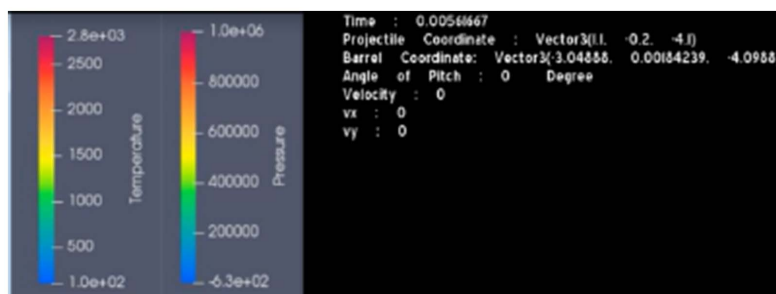 2.8e+03
2500
2000
1500
1000
500
1.0e+02
Temperature
1.0e+06
800000
600000
400000
200000
-6.3e+02
Pressure
Time : 0.00561667
Projectile Coordinate : Vector3(1.1, -0.2, -4.1)
Barrel Coordinate: Vector3(-3.04888, 0.00184239, -4.0988
Angle of Pitch : 0 Degree
Velocity : 0
vx : 0
vy : 0